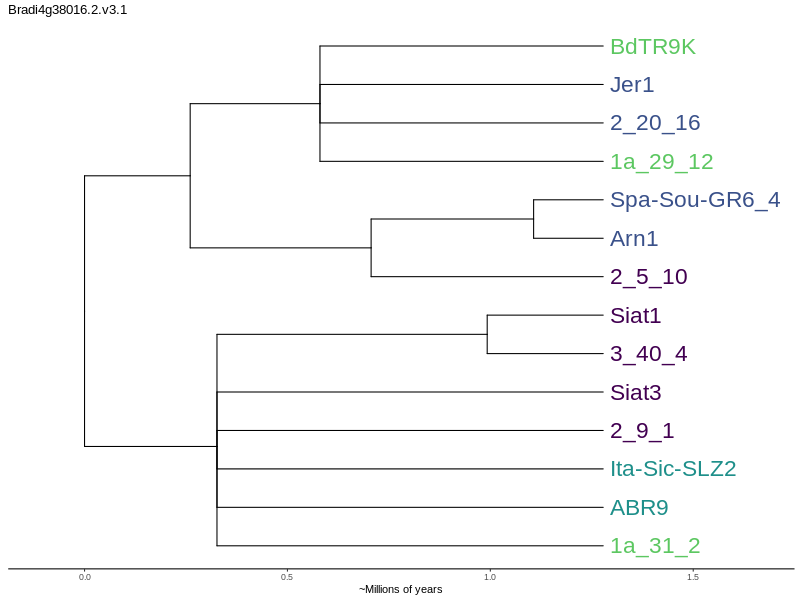 Bradi4g38016.2.v3.1
BdTR9K
Jer1
2_20_16
1a_29_12
Spa-Sou-GR6_4
Arn1
2_5_10
Siat1
3_40_4
Siat3
2_9_1
Ita-Sic-SLZ2
ABR9
1a_31_2
0.0 0.5 1.0 1.5
~Millions of years